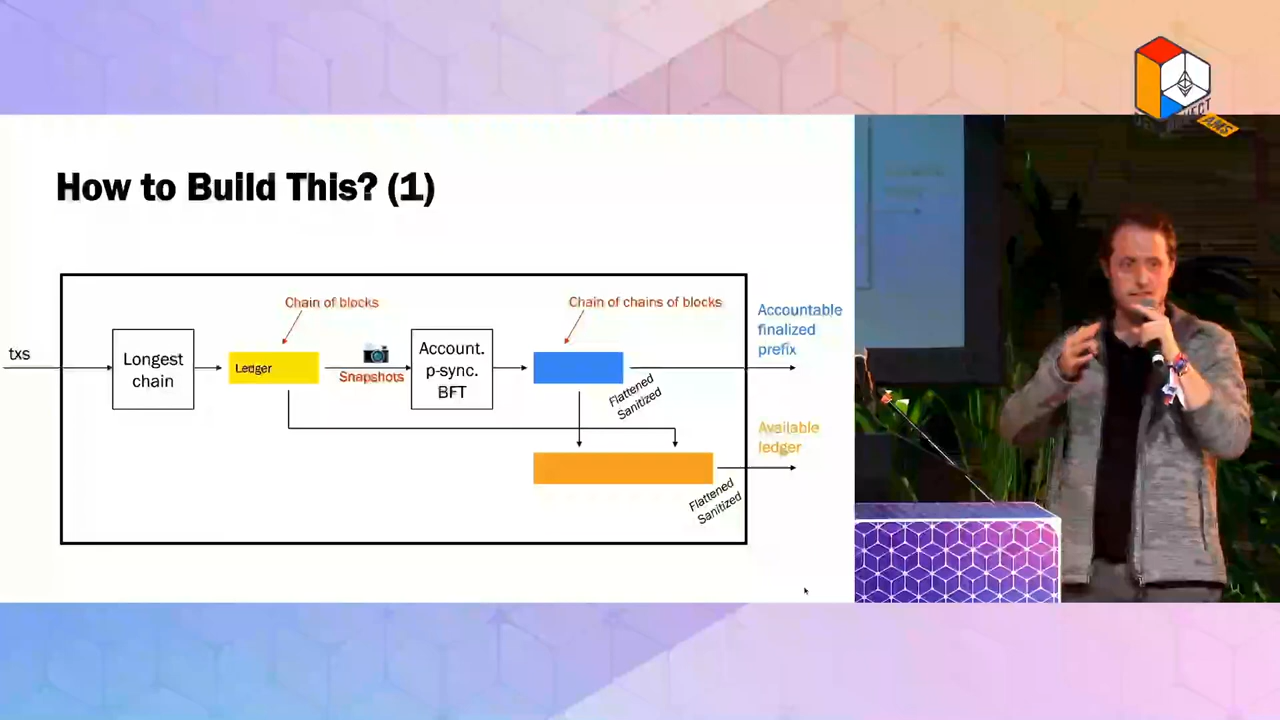 How to Build This? (1)
Chain of blocks
Chain of chains of blocks
Accountable
finalized
prefix
txs
Longest
chain
Ledger
Snapshots
Account.
p-sync.
BFT
Flattened
Sanitized
Available
ledger
Flattened
Sanitized
AMS